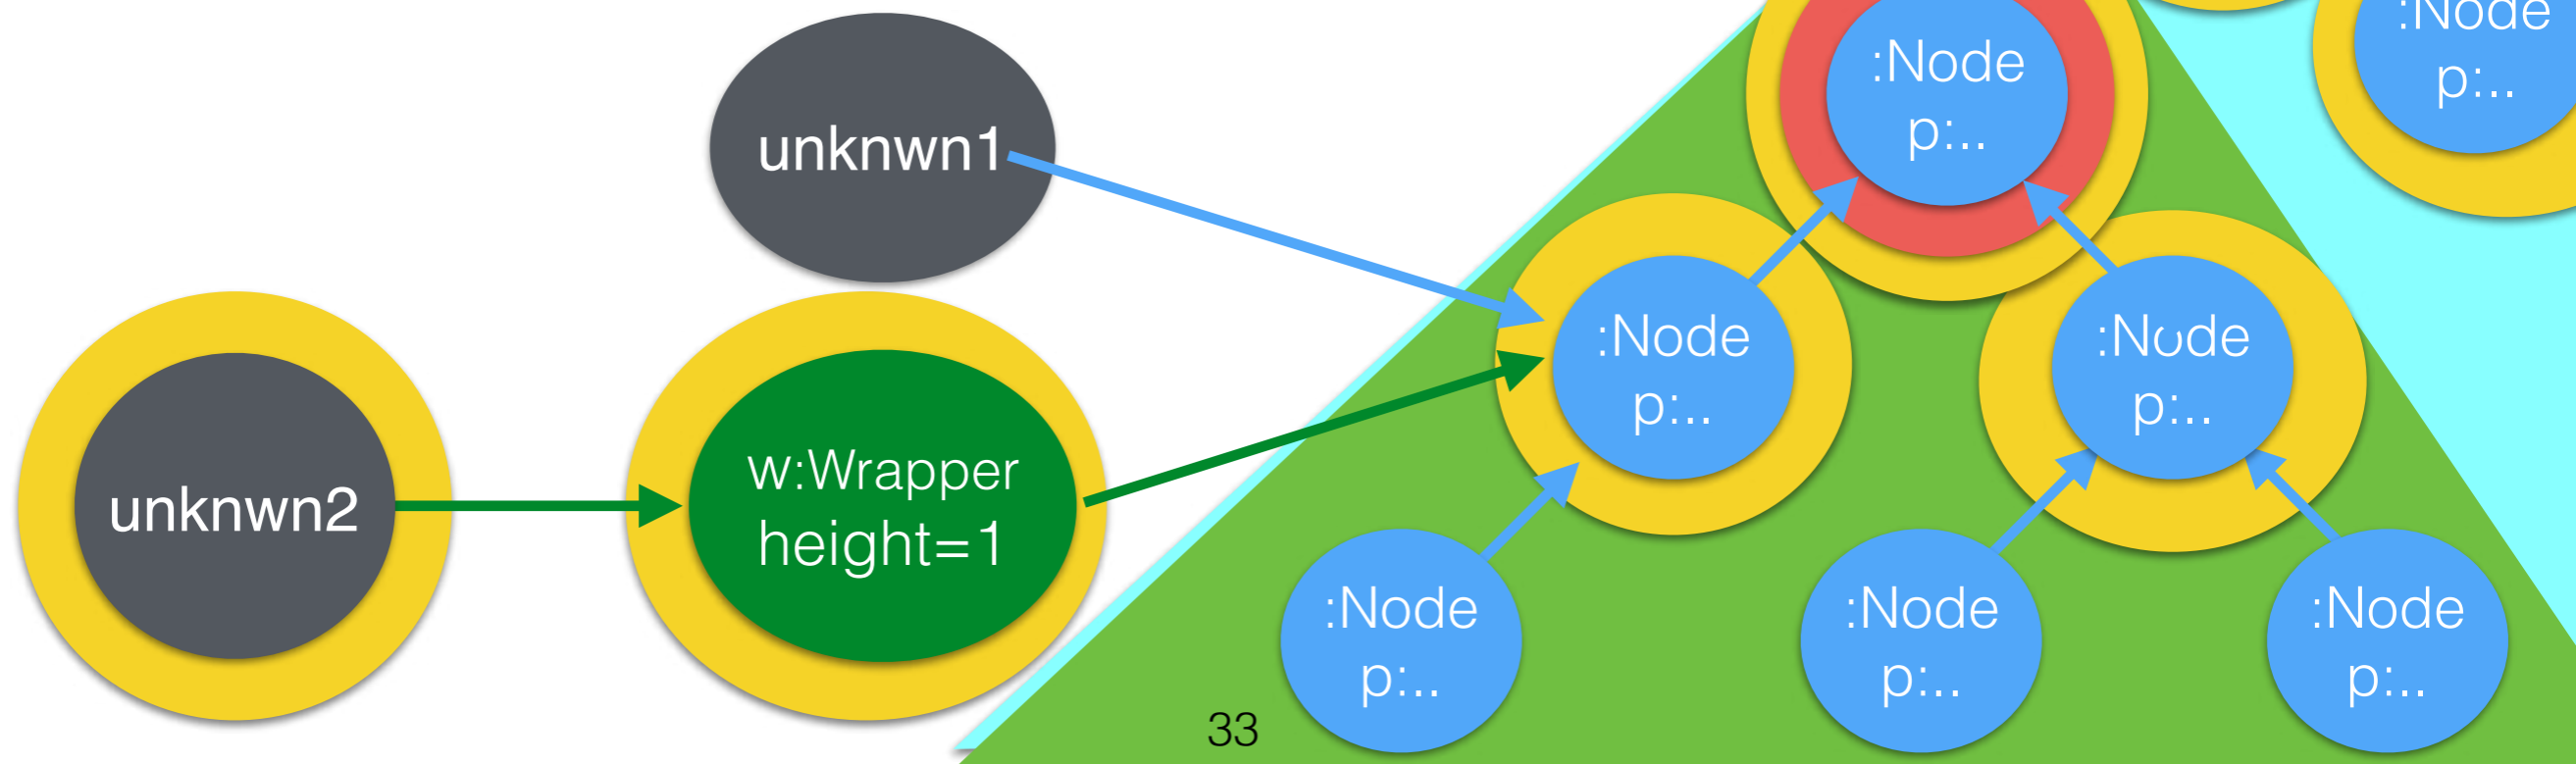 :Node
p:..
:Node
p:..
unknwn1
:Node
p:..
:Node
p:..
unknwn2
w:Wrapper
height=1
:Node
p:..
:Node
p:..
:Node
p:..
33